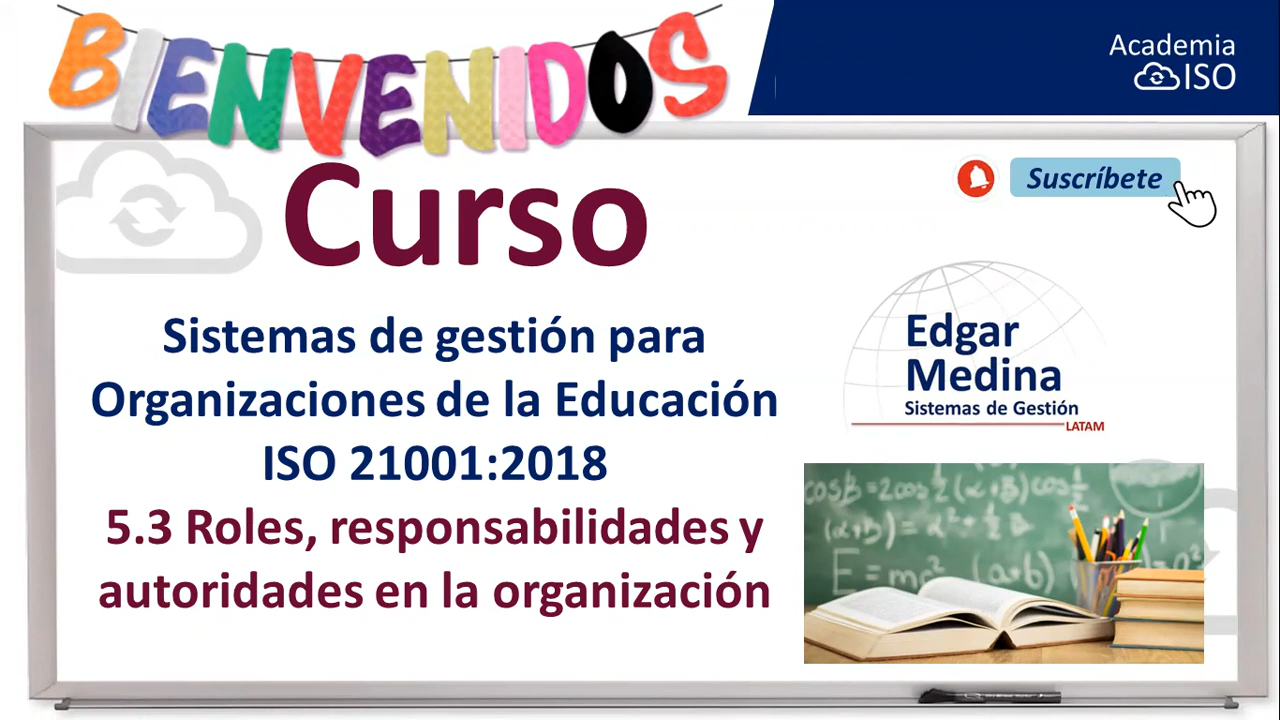 BIENVENIDOS
Academia
ISO
Curso
Suscríbete
Sistemas de gestión para
Organizaciones de la Educación
ISO 21001:2018
5.3 Roles, responsabilidades y
autoridades en la organización
Edgar
Medina
Sistemas de Gestión
LATAM